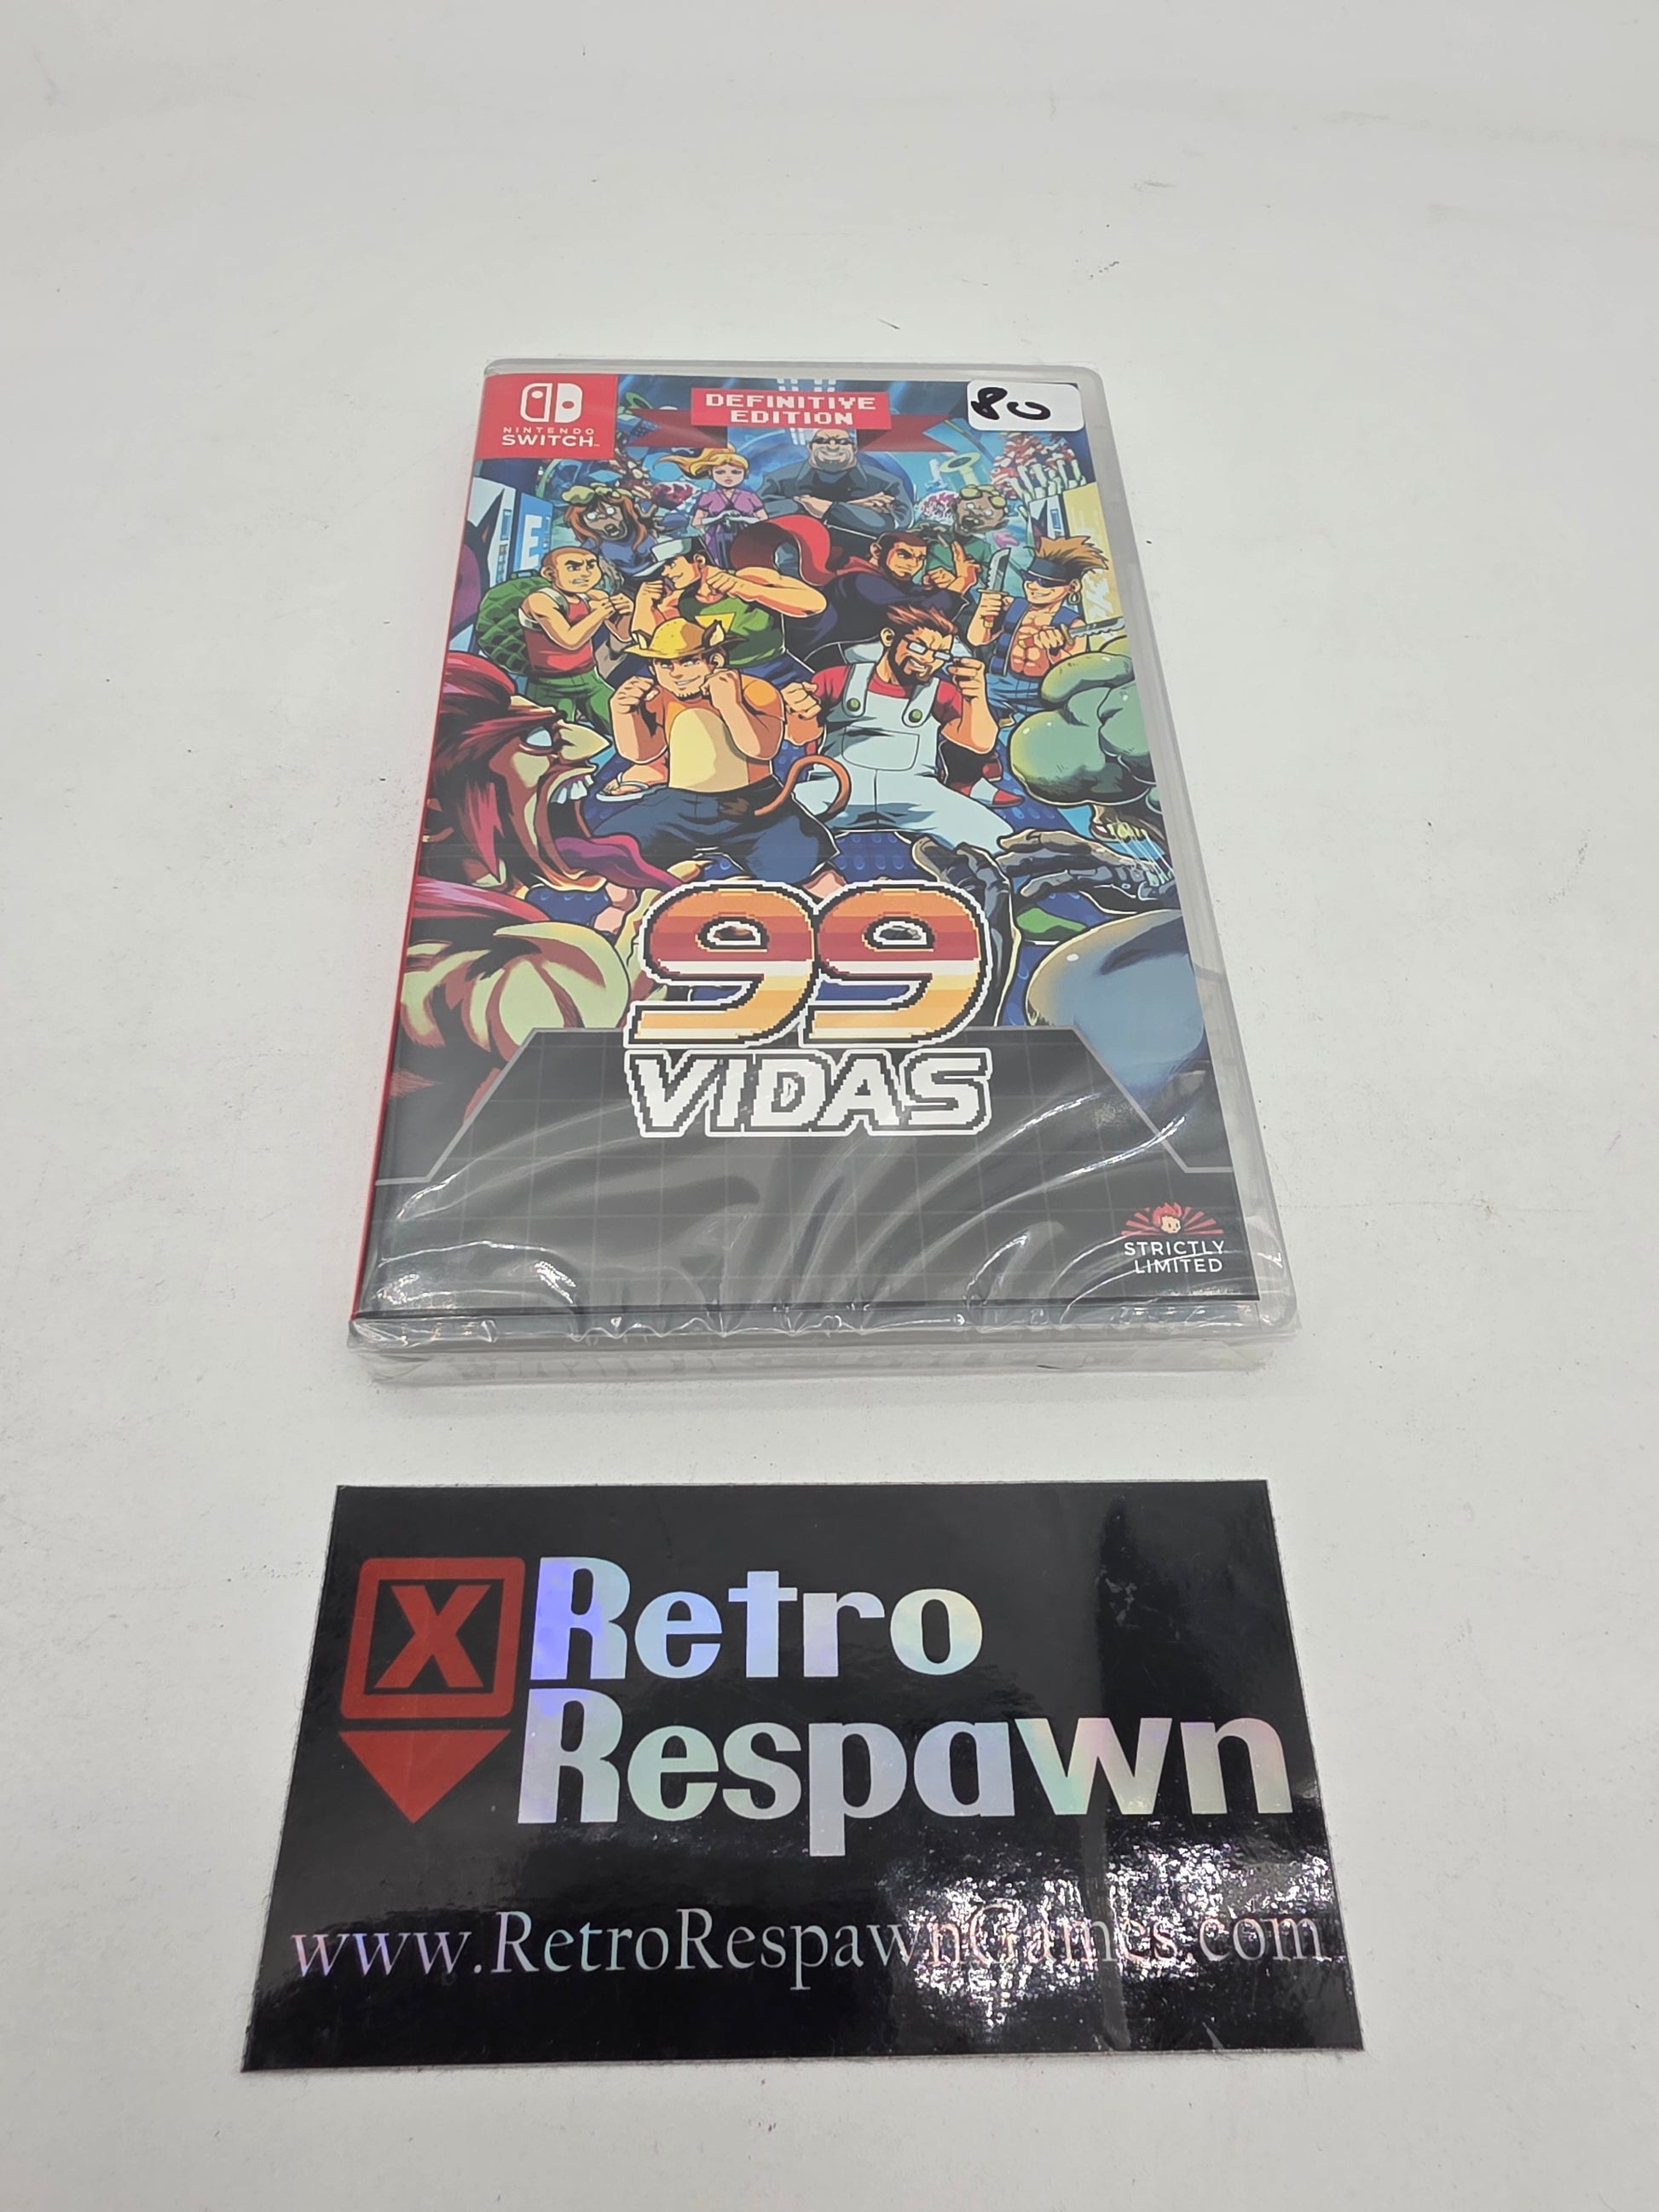 NINTENDO
SWITCH
DEFINITIVE
EDITION
80
E
99
VIDAS
STRICTLY
LIMITED
X
Retro
Respawn
www.RetroRespawnGames.com